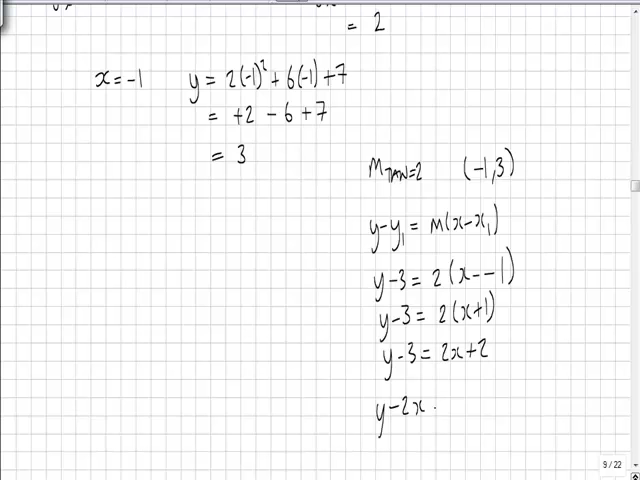 = 2
x=-1 y = 2(-1)² + 6(-1) +7
= +2 - 6 +7
= 3
M TAN=2 (-1,3)
y-y₁ = M(x-x₁)
y-3 = 2(x--1)
y-3 = 2(x+1)
y-3 = 2x+2
y-2x
9 / 22